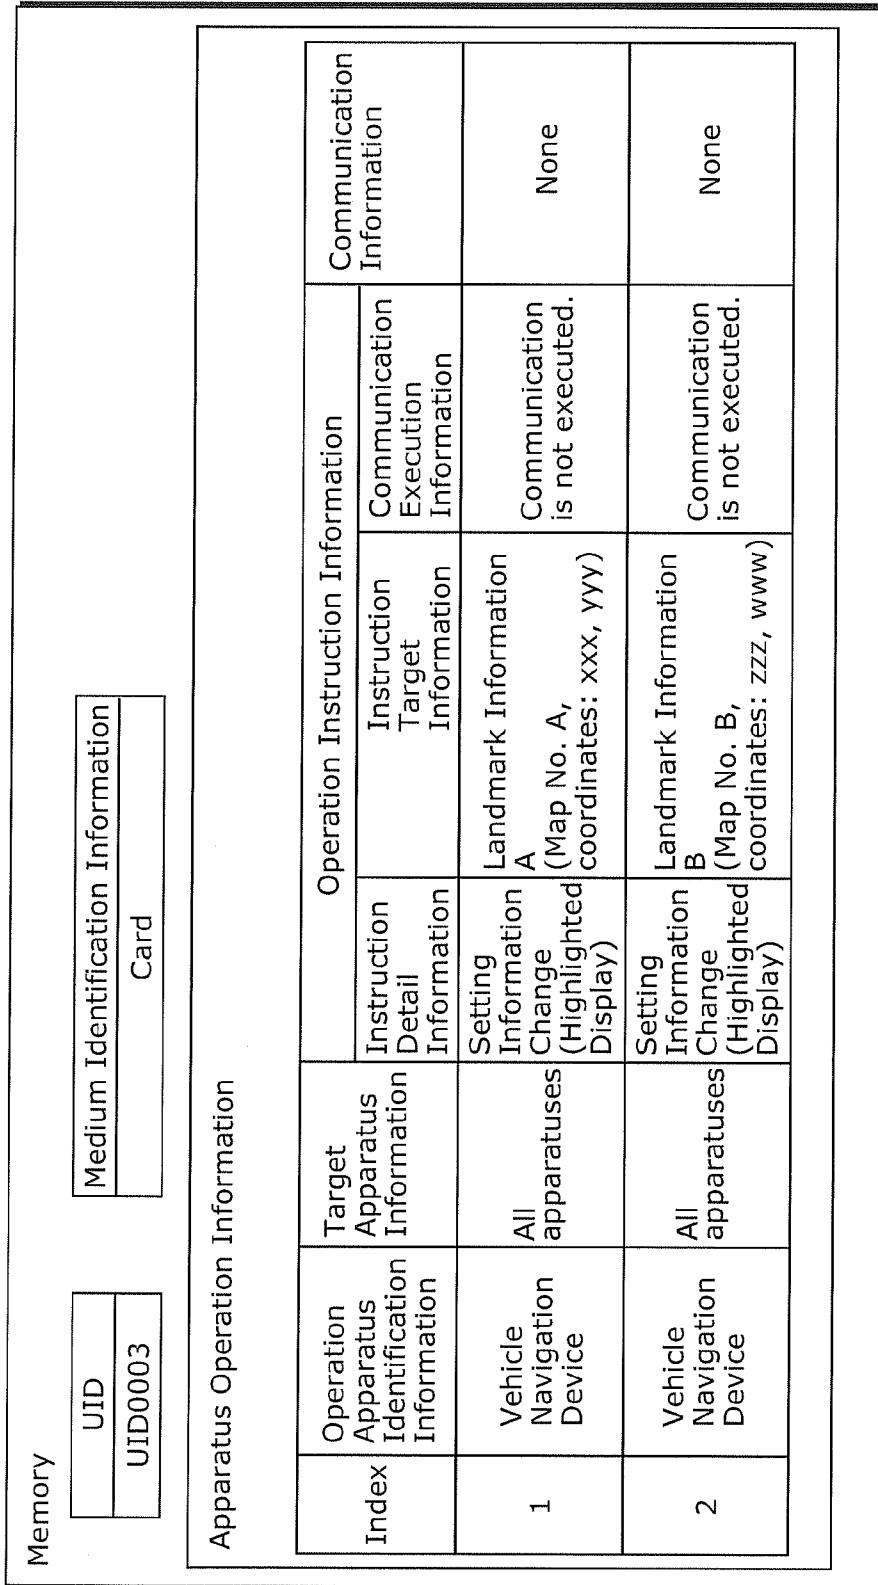 Memory
UID
UID0003
Medium Identification Information
Card
Apparatus Operation Information
Index
Operation
Apparatus
Identification
Information
Target
Apparatus
Information
Operation Instruction Information
Instruction
Detail
Information
Instruction
Target
Information
Communication
Execution
Information
Communication
Information
1
Vehicle
Navigation
Device
All
apparatuses
Setting
Information
Change
(Highlighted
Display)
Landmark Information
A
(Map No. A,
coordinates: xxx, yyy)
Communication
is not executed.
None
2
Vehicle
Navigation
Device
All
apparatuses
Setting
Information
Change
(Highlighted
Display)
Landmark Information
B
(Map No. B,
coordinates: zzz, www)
Communication
is not executed.
None